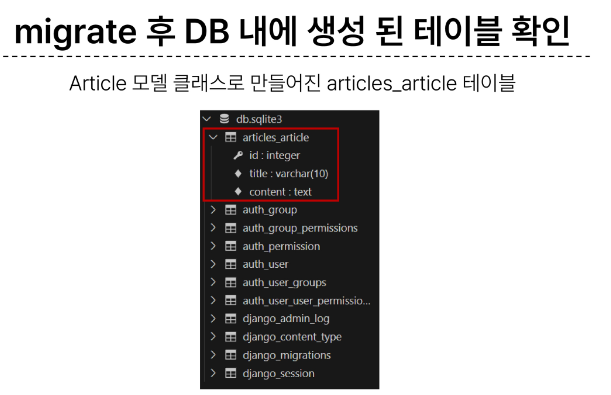 migrate 후 DB 내에 생성 된 테이블 확인
Article 모델 클래스로 만들어진 articles_article 테이블
db.sqlite3
articles_article
id : integer
title : varchar(10)
content : text
auth_group
auth_group_permissions
auth_permission
auth_user
auth_user_groups
auth_user_user_permissio...
django_admin_log
django_content_type
django_migrations
django_session